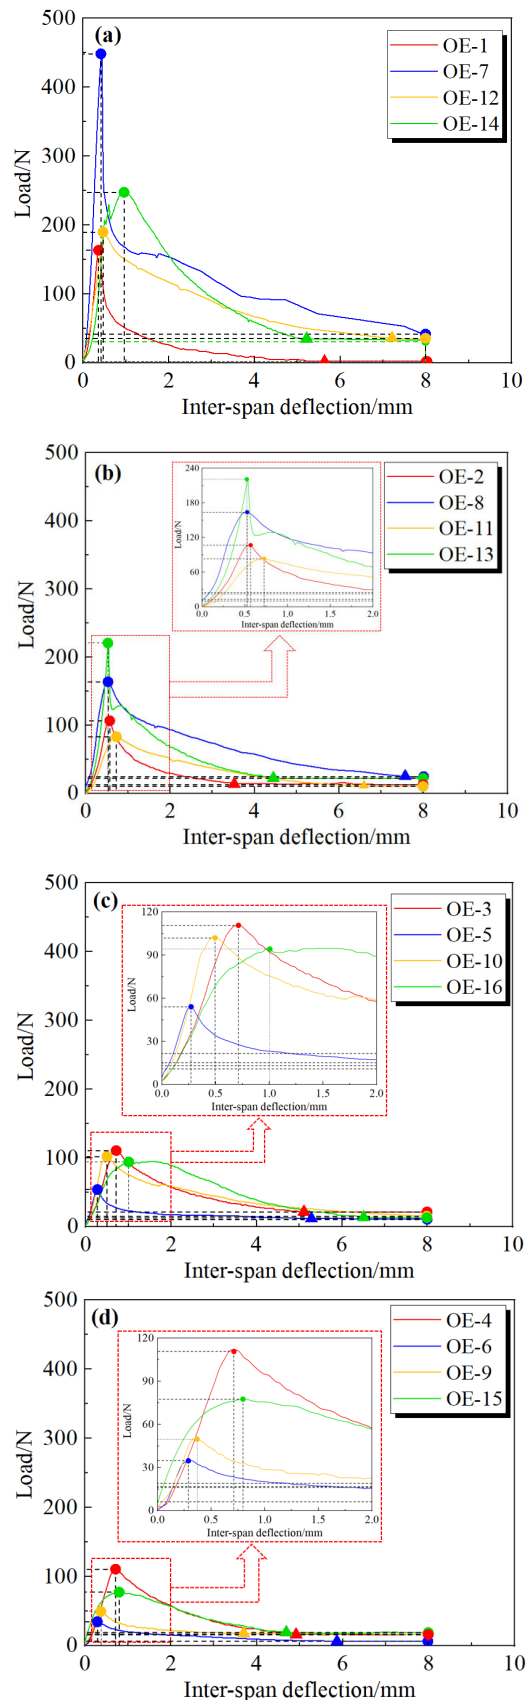 (a)
OE-1
OE-7
OE-12
OE-14
500
400
300
200
100
0
Load/N
0 2 4 6 8 10
Inter-span deflection/mm
(b)
OE-2
OE-8
OE-11
OE-13
500
400
300
200
100
0
Load/N
240
180
120
60
0
Load/N
0.0 0.5 1.0 1.5 2.0
Inter-span deflection/mm
0 2 4 6 8 10
Inter-span deflection/mm
(c)
OE-3
OE-5
OE-10
OE-16
500
400
300
200
100
0
Load/N
120
90
60
30
0
Load/N
0.0 0.5 1.0 1.5 2.0
Inter-span deflection/mm
0 2 4 6 8 10
Inter-span deflection/mm
(d)
OE-4
OE-6
OE-9
OE-15
500
400
300
200
100
0
Load/N
120
90
60
30
0
Load/N
0.0 0.5 1.0 1.5 2.0
Inter-span deflection/mm
0 2 4 6 8 10
Inter-span deflection/mm